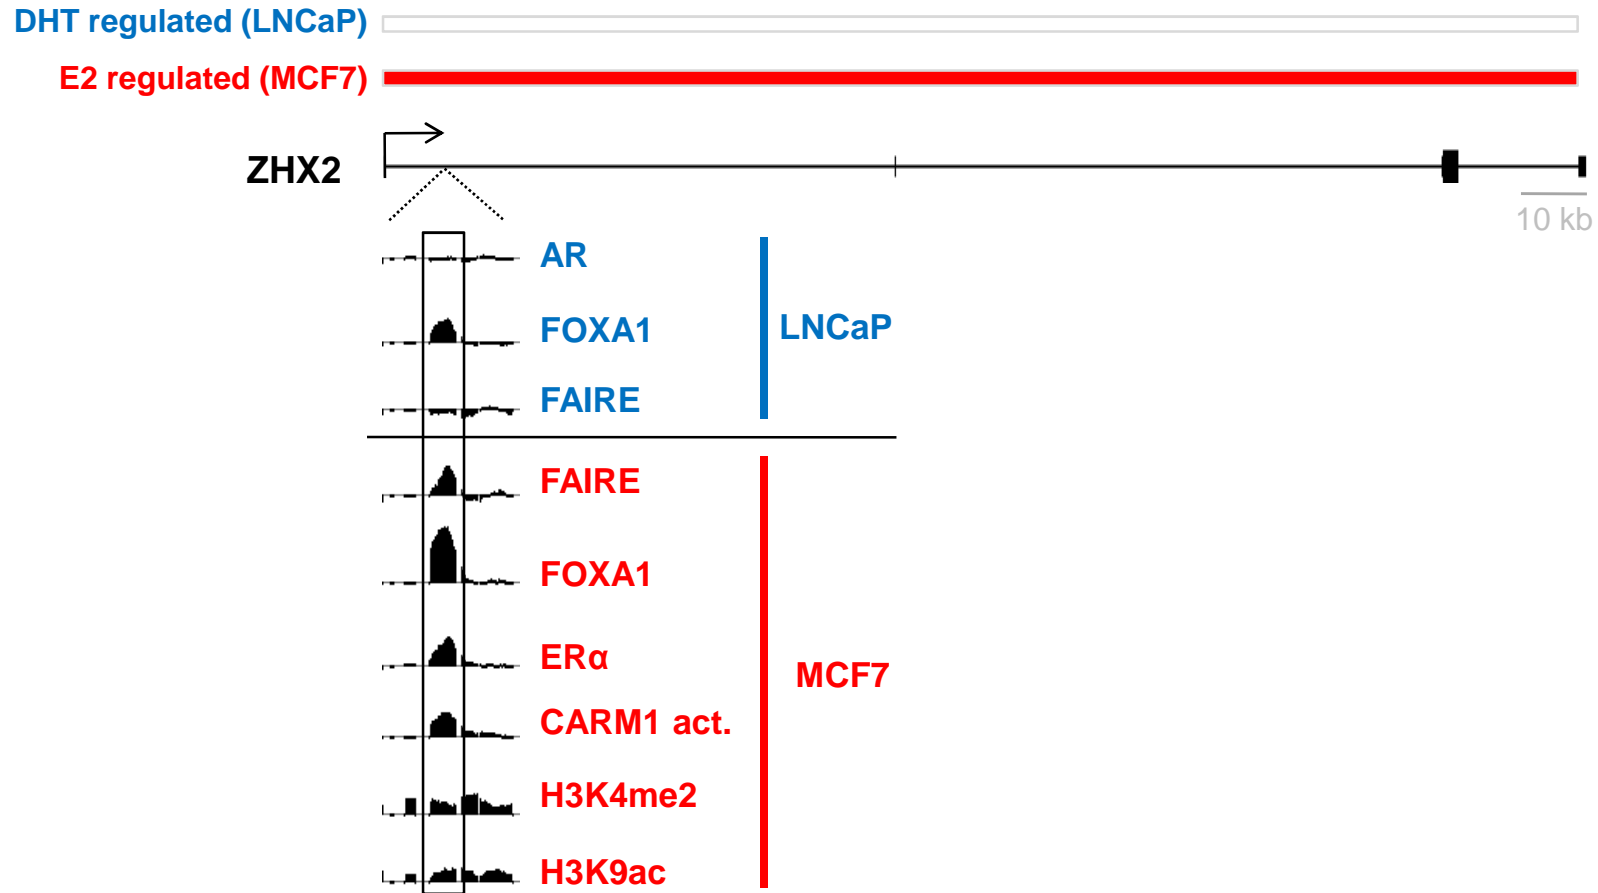 DHT regulated (LNCaP)
E2 regulated (MCF7)
ZHX2
10 kb
AR
FOXA1
LNCaP
FAIRE
FAIRE
FOXA1
ERα
MCF7
CARM1 act.
H3K4me2
H3K9ac